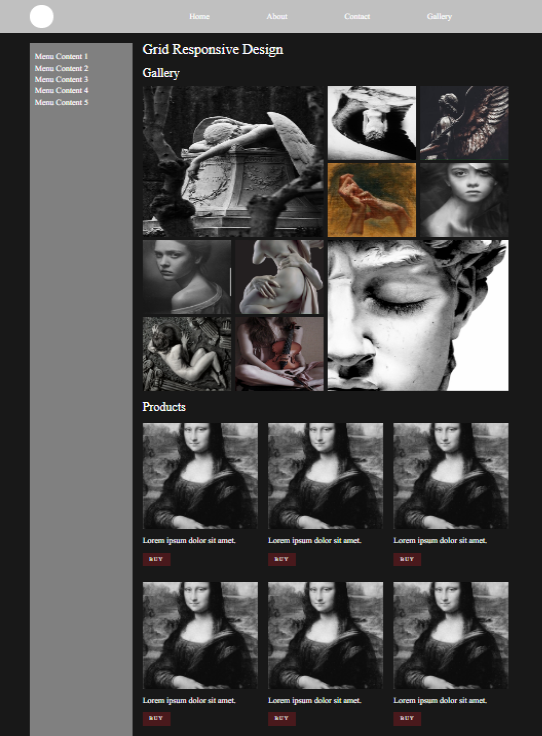 Home
About
Contact
Gallery
Menu Content 1
Menu Content 2
Menu Content 3
Menu Content 4
Menu Content 5
Grid Responsive Design
Gallery
Products
Lorem ipsum dolor sit amet.
Lorem ipsum dolor sit amet.
Lorem ipsum dolor sit amet.
BUY
BUY
BUY
Lorem ipsum dolor sit amet.
Lorem ipsum dolor sit amet.
Lorem ipsum dolor sit amet.
BUY
BUY
BUY